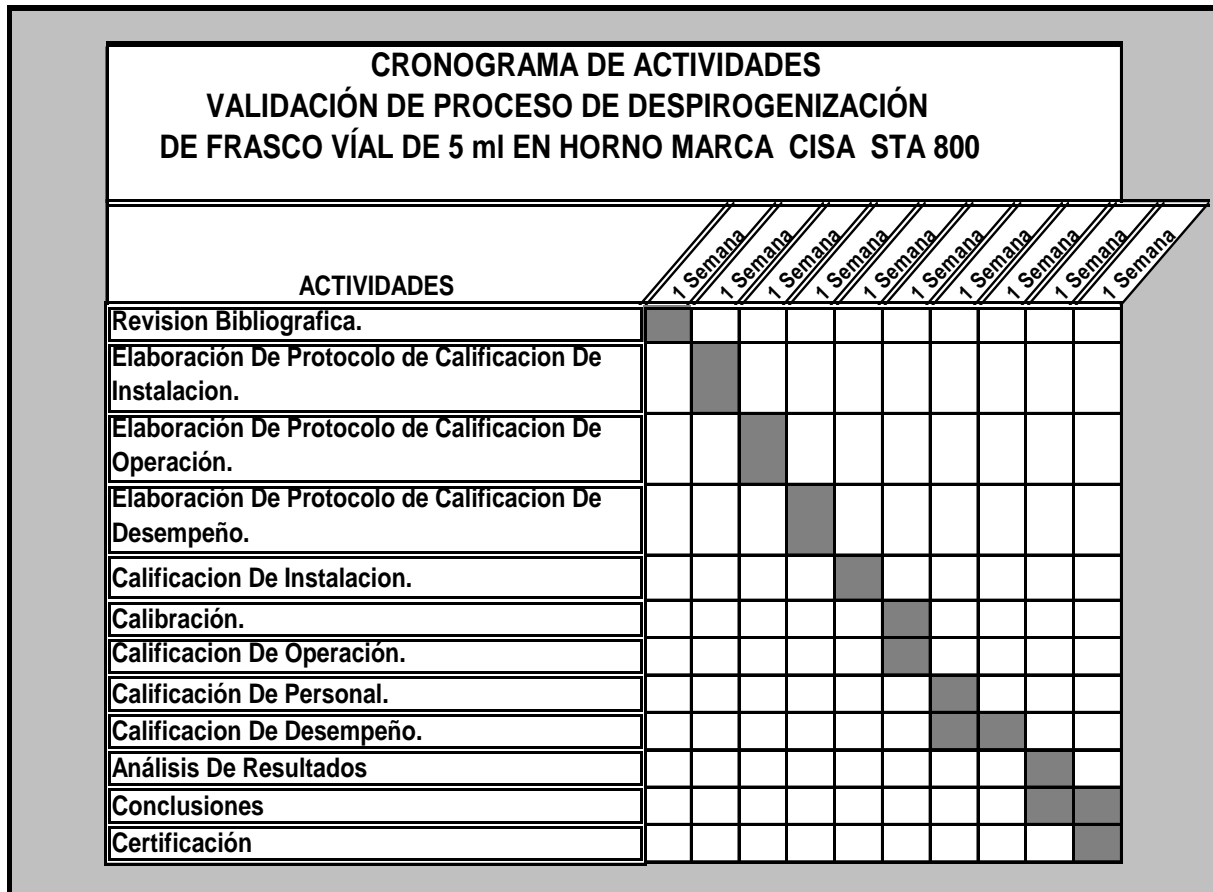 CRONOGRAMA DE ACTIVIDADES
VALIDACIÓN DE PROCESO DE DESPIROGENIZACIÓN
DE FRASCO VÍAL DE 5 ml EN HORNO MARCA CISA STA 800
ACTIVIDADES
1 Semana
1 Semana
1 Semana
1 Semana
1 Semana
1 Semana
1 Semana
1 Semana
1 Semana
1 Semana
Revision Bibliografica.
Elaboración De Protocolo de Calificacion De
Instalacion.
Elaboración De Protocolo de Calificacion De
Operación.
Elaboración De Protocolo de Calificacion De
Desempeño.
Calificacion De Instalacion.
Calibración.
Calificacion De Operación.
Calificación De Personal.
Calificacion De Desempeño.
Análisis De Resultados
Conclusiones
Certificación